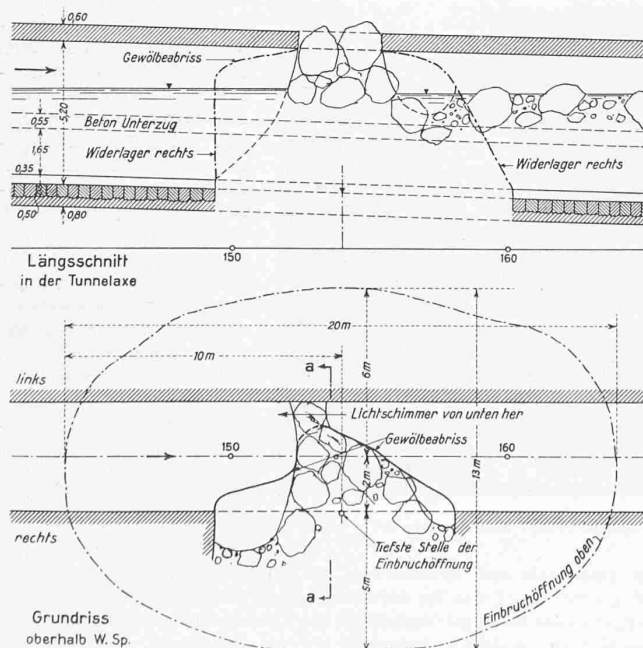 0,60
Gewölbeabriss
5,20
0,55
Beton Unterzug
1,65
Widerlager rechts
Widerlager rechts
0,35
0,50
0,80
Längsschnitt
in der Tunnelaxe
150
160
20m
10m
a
6m
links
Lichtschimmer von unten her
Gewölbeabriss
150
160
2m
13m
rechts
Tiefste Stelle der
Einbruchöffnung
a
5m
Einbruchöffnung oben
Grundriss
oberhalb W. Sp.